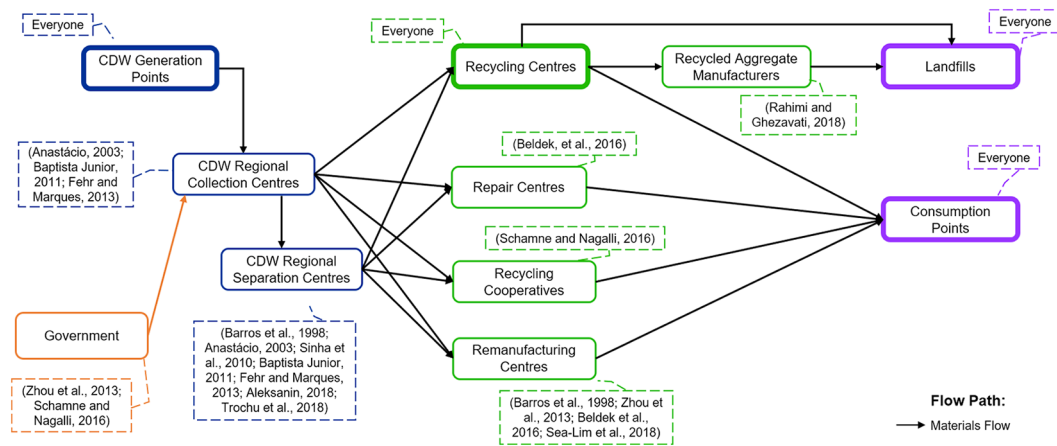 Everyone
CDW Generation
Points
(Anastácio, 2003;
Baptista Junior,
2011; Fehr and
Marques, 2013)
CDW Regional
Collection Centres
CDW Regional
Separation Centres
Government
(Zhou et al., 2013;
Schamne and
Nagalli, 2016)
(Barros et al., 1998;
Anastácio, 2003; Sinha
et al., 2010; Baptista Junior,
2011; Fehr and Marques,
2013; Aleksanin, 2018;
Trochu et al., 2018)
Everyone
Recycling Centres
Recycled Aggregate
Manufacturers
(Rahimi and
Ghezavati, 2018)
Everyone
Landfills
(Beldek, et al., 2016)
Repair Centres
Everyone
Consumption
Points
(Schamne and Nagalli, 2016)
Recycling
Cooperatives
Remanufacturing
Centres
(Barros et al., 1998; Zhou
et al., 2013; Beldek et al.,
2016; Sea-Lim et al., 2018)
Flow Path:
Materials Flow